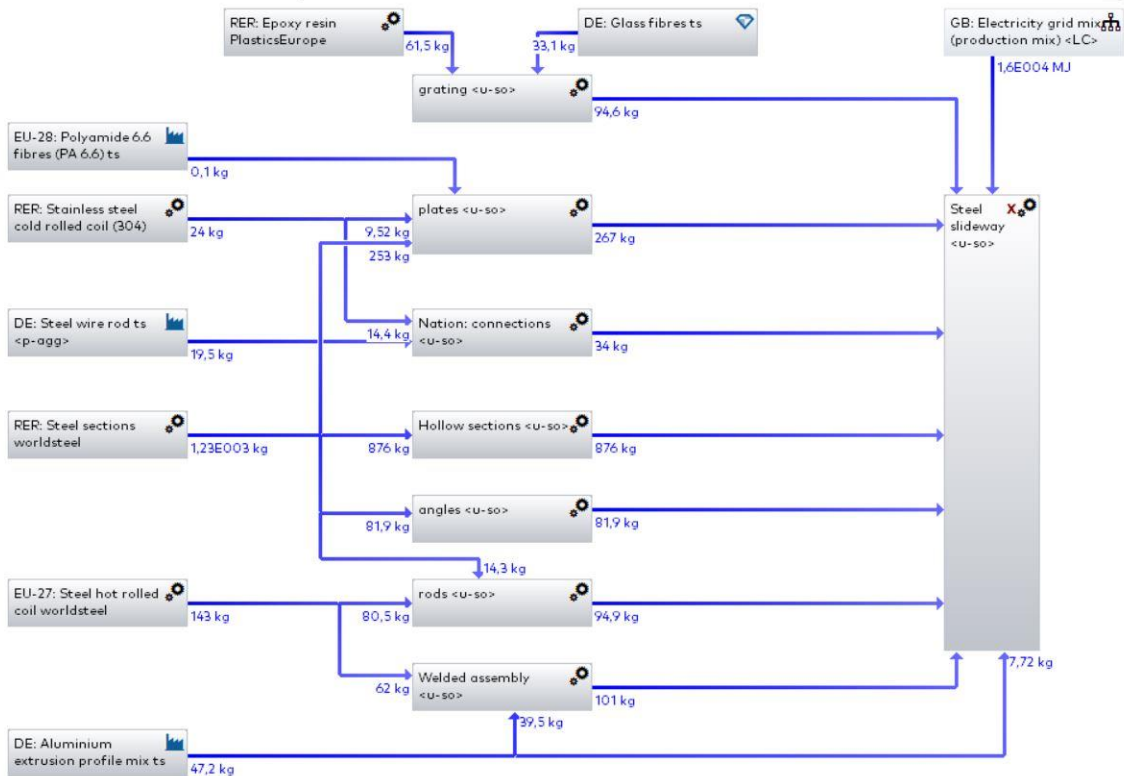 RER: Epoxy resin
PlasticsEurope
61,5 kg
DE: Glass fibres ts
33,1 kg
GB: Electricity grid mix
(production mix) <LC>
1,6E004 MJ
grating <u-so>
94,6 kg
EU-28: Polyamide 6.6
fibres (PA 6.6) ts
0,1 kg
RER: Stainless steel
cold rolled coil (304)
24 kg
plates <u-so>
9,52 kg
253 kg
267 kg
Steel
slideway
<u-so>
X
DE: Steel wire rod ts
<p-agg>
19,5 kg
Nation: connections
<u-so>
14,4 kg
34 kg
RER: Steel sections
worldsteel
1,23E003 kg
Hollow sections <u-so>
876 kg
876 kg
angles <u-so>
81,9 kg
81,9 kg
14,3 kg
EU-27: Steel hot rolled
coil worldsteel
143 kg
rods <u-so>
80,5 kg
94,9 kg
Welded assembly
<u-so>
62 kg
101 kg
7,72 kg
39,5 kg
DE: Aluminium
extrusion profile mix ts
47,2 kg